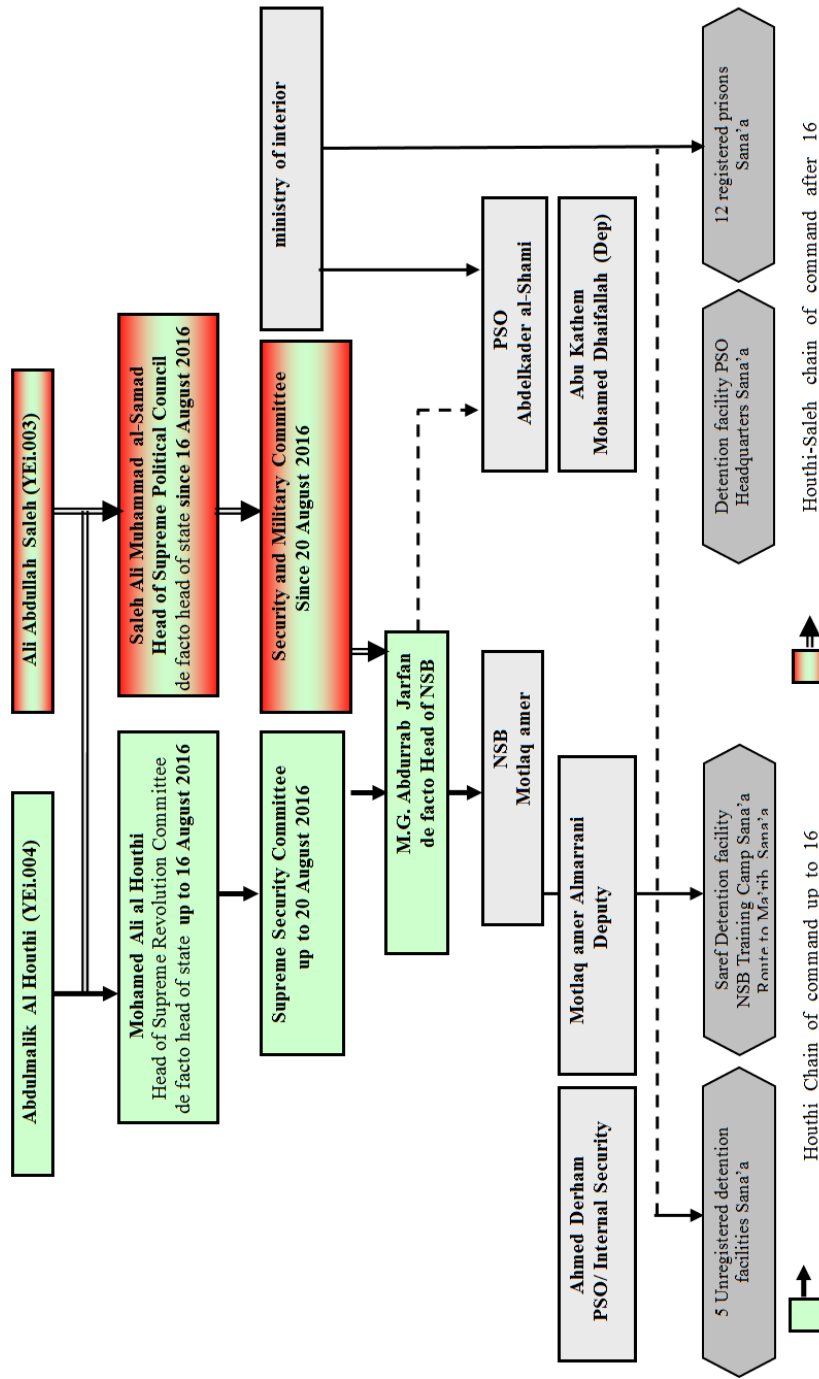 Abdulmalik Al Houthi (YEi.004)
Ali Abdullah Saleh (YEi.003)
Mohamed Ali al Houthi
Head of Supreme Revolution Committee
de facto head of state up to 16 August 2016
Saleh Ali Muhammad al-Samad
Head of Supreme Political Council
de facto head of state since 16 August 2016
Supreme Security Committee
up to 20 August 2016
Security and Military Committee
Since 20 August 2016
ministry of interior
M.G. Abdurrab Jarfan
de facto Head of NSB
NSB
Motlaq amer
PSO
Abdelkader al-Shami
Ahmed Derham
PSO/ Internal Security
Motlaq amer Almarrani
Deputy
Abu Kathem
Mohamed Dhaifallah (Dep)
5 Unregistered detention
facilities Sana'a
Saref Detention facility
NSB Training Camp Sana'a
Route to Ma'rib, Sana'a
Detention facility PSO
Headquarters Sana'a
12 registered prisons
Sana'a
Houthi Chain of command up to 16
Houthi-Saleh chain of command after 16